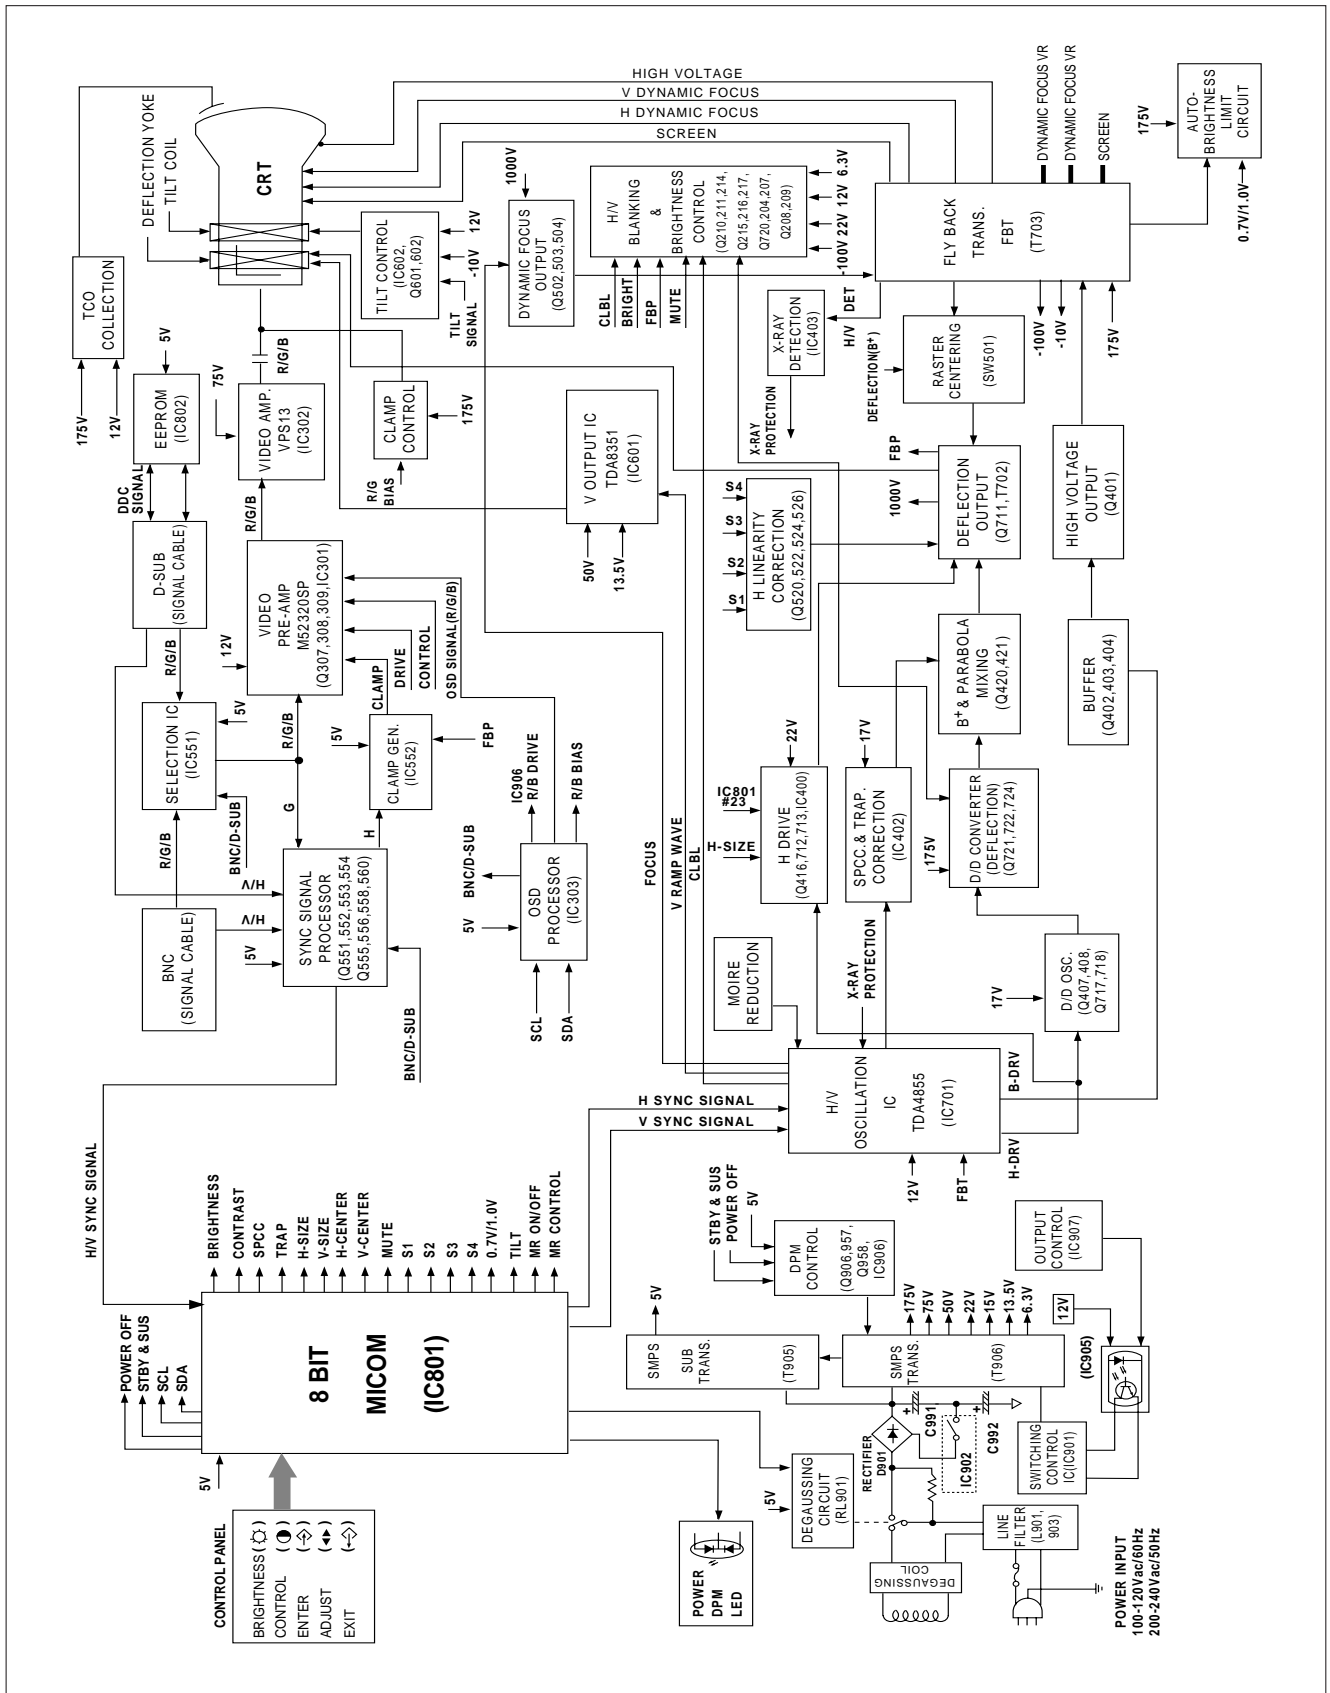 CONTROL PANEL
BRIGHTNESS ( )
CONTROL ( )
ENTER ( )
ADJUST ( )
EXIT ( )
5V
8 BIT
MICOM
(IC801)
POWER OFF
STBY & SUS
SCL
SDA
H/V SYNC SIGNAL
BRIGHTNESS
CONTRAST
SPCC
TRAP
H-SIZE
V-SIZE
H-CENTER
V-CENTER
MUTE
S1
S2
S3
S4
0.7V/1.0V
TILT
MR ON/OFF
MR CONTROL
H SYNC SIGNAL
V SYNC SIGNAL
POWER
DPM
LED
5V
DEGAUSSING
CIRCUIT
(RL901)
DEGAUSSING
COIL
LINE
FILTER
(L901,
903)
POWER INPUT
100-120Vac/60Hz
200-240Vac/50Hz
RECTIFIER
D901
+
C991
IC902
+
C992
SWITCHING
CONTROL
IC(IC901)
(IC905)
12V
OUTPUT
CONTROL
(IC907)
SMPS
SUB
TRANS.
(T905)
5V
SMPS
TRANS.
(T906)
175V
75V
50V
22V
15V
13.5V
6.3V
DPM
CONTROL
(Q906,957,
Q958,
IC906)
STBY & SUS
POWER OFF
5V
BNC
(SIGNAL CABLE)
R/G/B
V/H
V/H
5V
SYNC SIGNAL
PROCESSOR
(Q551,552,553,554
Q555,556,558,560)
BNC/D-SUB
G
H
SELECTION IC
(IC551)
BNC/D-SUB
5V
R/G/B
R/G/B
D-SUB
(SIGNAL CABLE)
DDC
SIGNAL
EEPROM
(IC802)
5V
TCO
COLLECTION
175V
12V
CLAMP GEN.
(IC552)
5V
FBP
CLAMP
DRIVE
CONTROL
OSD SIGNAL(R/G/B)
VIDEO
PRE-AMP
M52320SP
(Q307,308,309,IC301)
12V
R/G/B
VIDEO AMP.
VPS13
(IC302)
75V
R/G/B
CLAMP
CONTROL
R/G
BIAS
175V
OSD
PROCESSOR
(IC303)
SCL
SDA
5V
BNC/D-SUB
IC906
R/B DRIVE
R/B BIAS
DEFLECTION YOKE
TILT COIL
CRT
HIGH VOLTAGE
V DYNAMIC FOCUS
H DYNAMIC FOCUS
SCREEN
TILT CONTROL
(IC602,
Q601,602)
TILT
SIGNAL
-10V
12V
DYNAMIC FOCUS
OUTPUT
(Q502,503,504)
1000V
V OUTPUT IC
TDA8351
(IC601)
50V
13.5V
H/V
BLANKING
&
BRIGHTNESS
CONTROL
(Q210,211,214,
Q215,216,217,
Q720,204,207,
Q208,209)
CLBL
BRIGHT
FBP
MUTE
-100V
22V
12V
6.3V
FOCUS
V RAMP WAVE
CLBL
H/V
OSCILLATION
IC
TDA4855
(IC701)
12V
FBT
H-DRV
B-DRV
MOIRE
REDUCTION
X-RAY
PROTECTION
H DRIVE
(Q416,712,713,IC400)
H-SIZE
IC801
#23
22V
SPCC.& TRAP.
CORRECTION
(IC402)
17V
D/D OSC.
(Q407,408,
Q717,718)
17V
D/D CONVERTER
(DEFLECTION)
(Q721,722,724)
175V
B+ & PARABOLA
MIXING
(Q420,421)
BUFFER
(Q402,403,404)
HIGH VOLTAGE
OUTPUT
(Q401)
H LINEARITY
CORRECTION
(Q520,522,524,526)
S1
S2
S3
S4
DEFLECTION
OUTPUT
(Q711,T702)
1000V
FBP
RASTER
CENTERING
(SW501)
DEFLECTION(B+)
X-RAY
DETECTION
(IC403)
X-RAY
PROTECTION
H/V DET
FLY BACK
TRANS.
FBT
(T703)
-100V
-10V
175V
DYNAMIC FOCUS VR
DYNAMIC FOCUS VR
SCREEN
AUTO-
BRIGHTNESS
LIMIT
CIRCUIT
175V
0.7V/1.0V